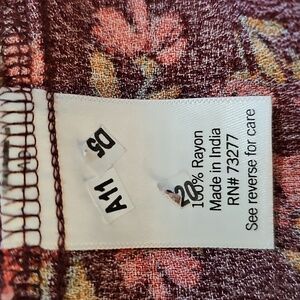 100% Rayon
Made in India
RN# 73277
See reverse for care
D5
20
A11